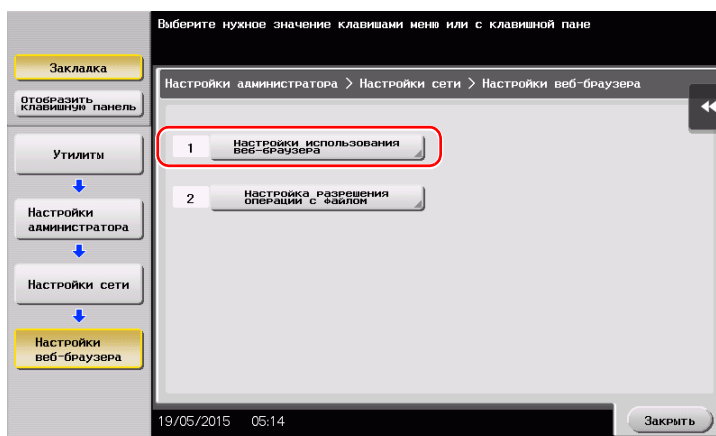 Выберите нужное значение клавишами меню или с клавишной пане
Закладка
Отобразить
клавишную панель
Утилиты
Настройки
администратора
Настройки сети
Настройки
веб-браузера
Настройки администратора > Настройки сети > Настройки веб-браузера
1 Настройки использования
веб-браузера
2 Настройка разрешения
операции с файлом
19/05/2015 05:14
Закрыть